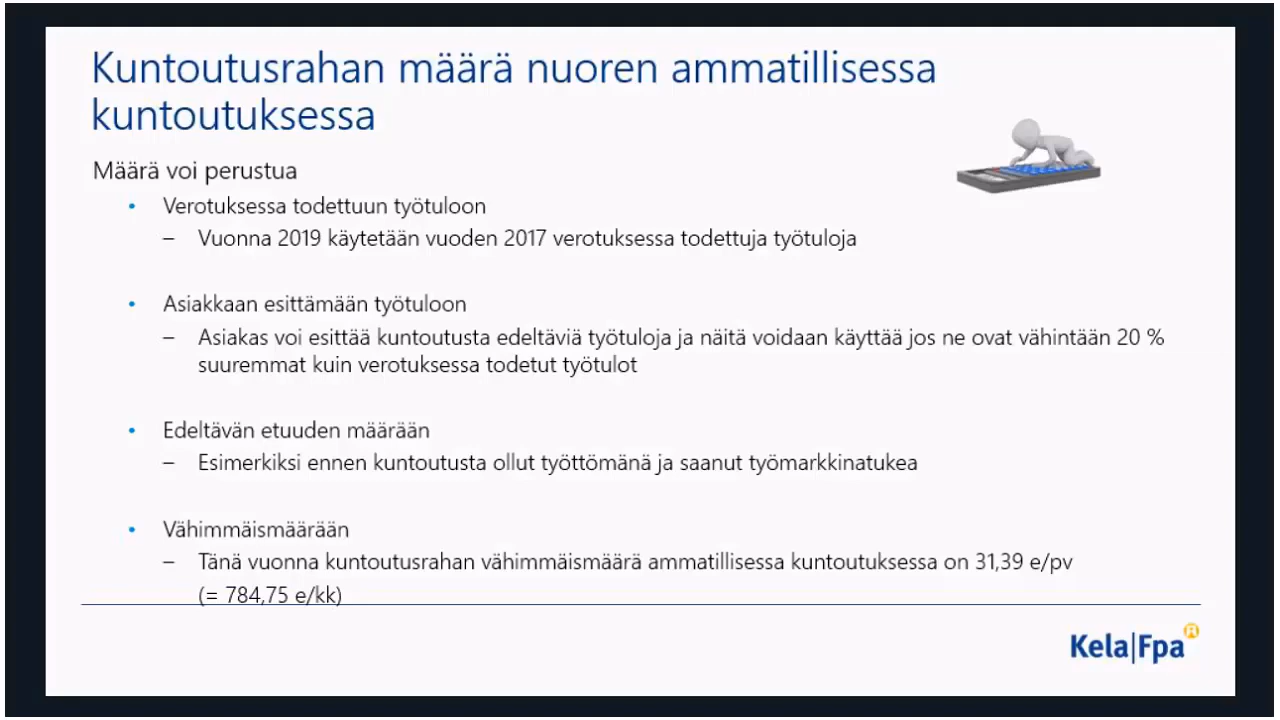 Kuntoutusrahan määrä nuoren ammatillisessa
kuntoutuksessa
Määrä voi perustua
• Verotuksessa todettuun työtuloon
– Vuonna 2019 käytetään vuoden 2017 verotuksessa todettuja työtuloja
• Asiakkaan esittämään työtuloon
– Asiakas voi esittää kuntoutusta edeltäviä työtuloja ja näitä voidaan käyttää jos ne ovat vähintään 20 %
suuremmat kuin verotuksessa todetut työtulot
• Edeltävän etuuden määrään
– Esimerkiksi ennen kuntoutusta ollut työttömänä ja saanut työmarkkinatukea
• Vähimmäismäärään
– Tänä vuonna kuntoutusrahan vähimmäismäärä ammatillisessa kuntoutuksessa on 31,39 e/pv
(= 784,75 e/kk)
Kela|Fpa